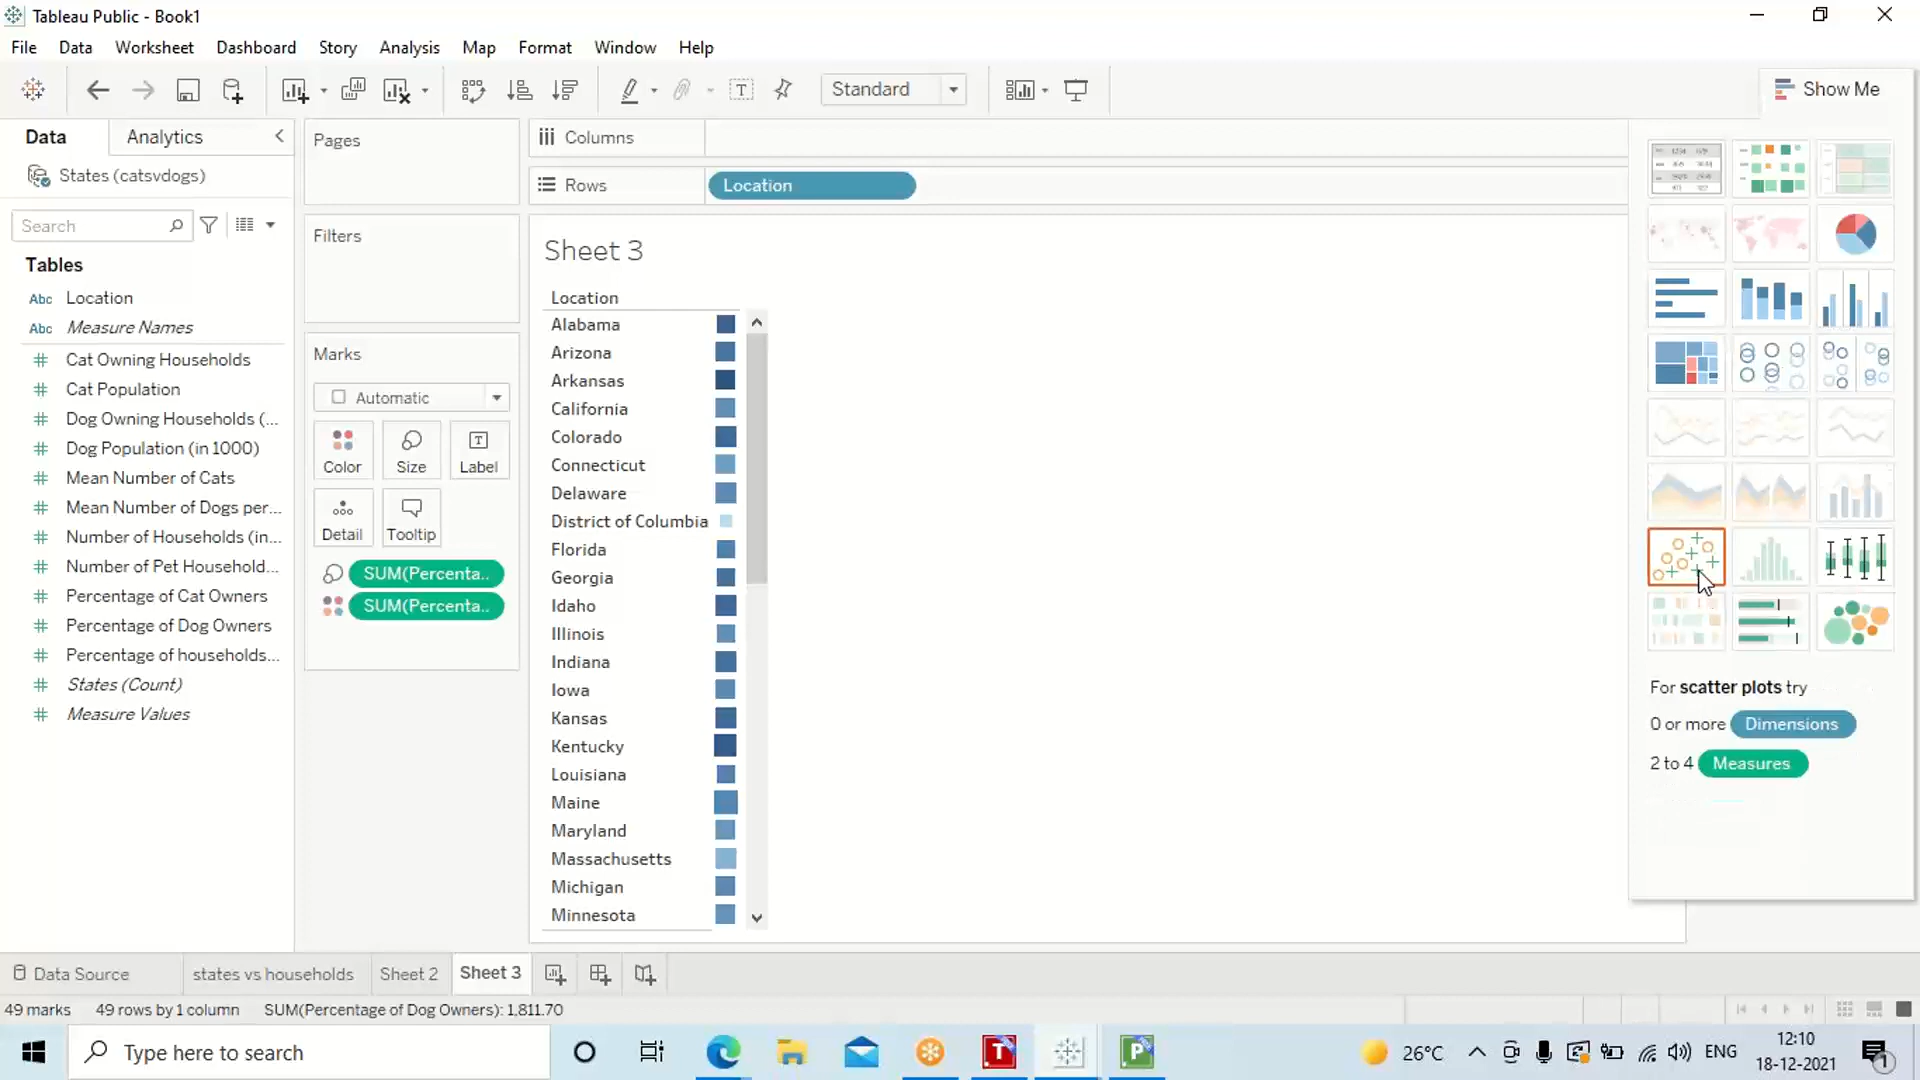 Tableau Public - Book1
File Data Worksheet Dashboard Story Analysis Map Format Window Help
Standard
Show Me
Data Analytics
States (catsvdogs)
Search
Tables
Abc Location
Abc Measure Names
Cat Owning Households
Cat Population
Dog Owning Households (...
Dog Population (in 1000)
Mean Number of Cats
Mean Number of Dogs per...
Number of Households (in...
Number of Pet Household...
Percentage of Cat Owners
Percentage of Dog Owners
Percentage of households...
States (Count)
Measure Values
Pages
Filters
Marks
Automatic
Color Size Label
Detail Tooltip
SUM(Percenta..
SUM(Percenta..
Columns
Rows Location
Sheet 3
Location
Alabama
Arizona
Arkansas
California
Colorado
Connecticut
Delaware
District of Columbia
Florida
Georgia
Idaho
Illinois
Indiana
Iowa
Kansas
Kentucky
Louisiana
Maine
Maryland
Massachusetts
Michigan
Minnesota
For scatter plots try
0 or more Dimensions
2 to 4 Measures
Data Source states vs households Sheet 2 Sheet 3
49 marks 49 rows by 1 column SUM(Percentage of Dog Owners): 1,811.70
Type here to search
26°C ENG
12:10
18-12-2021
1